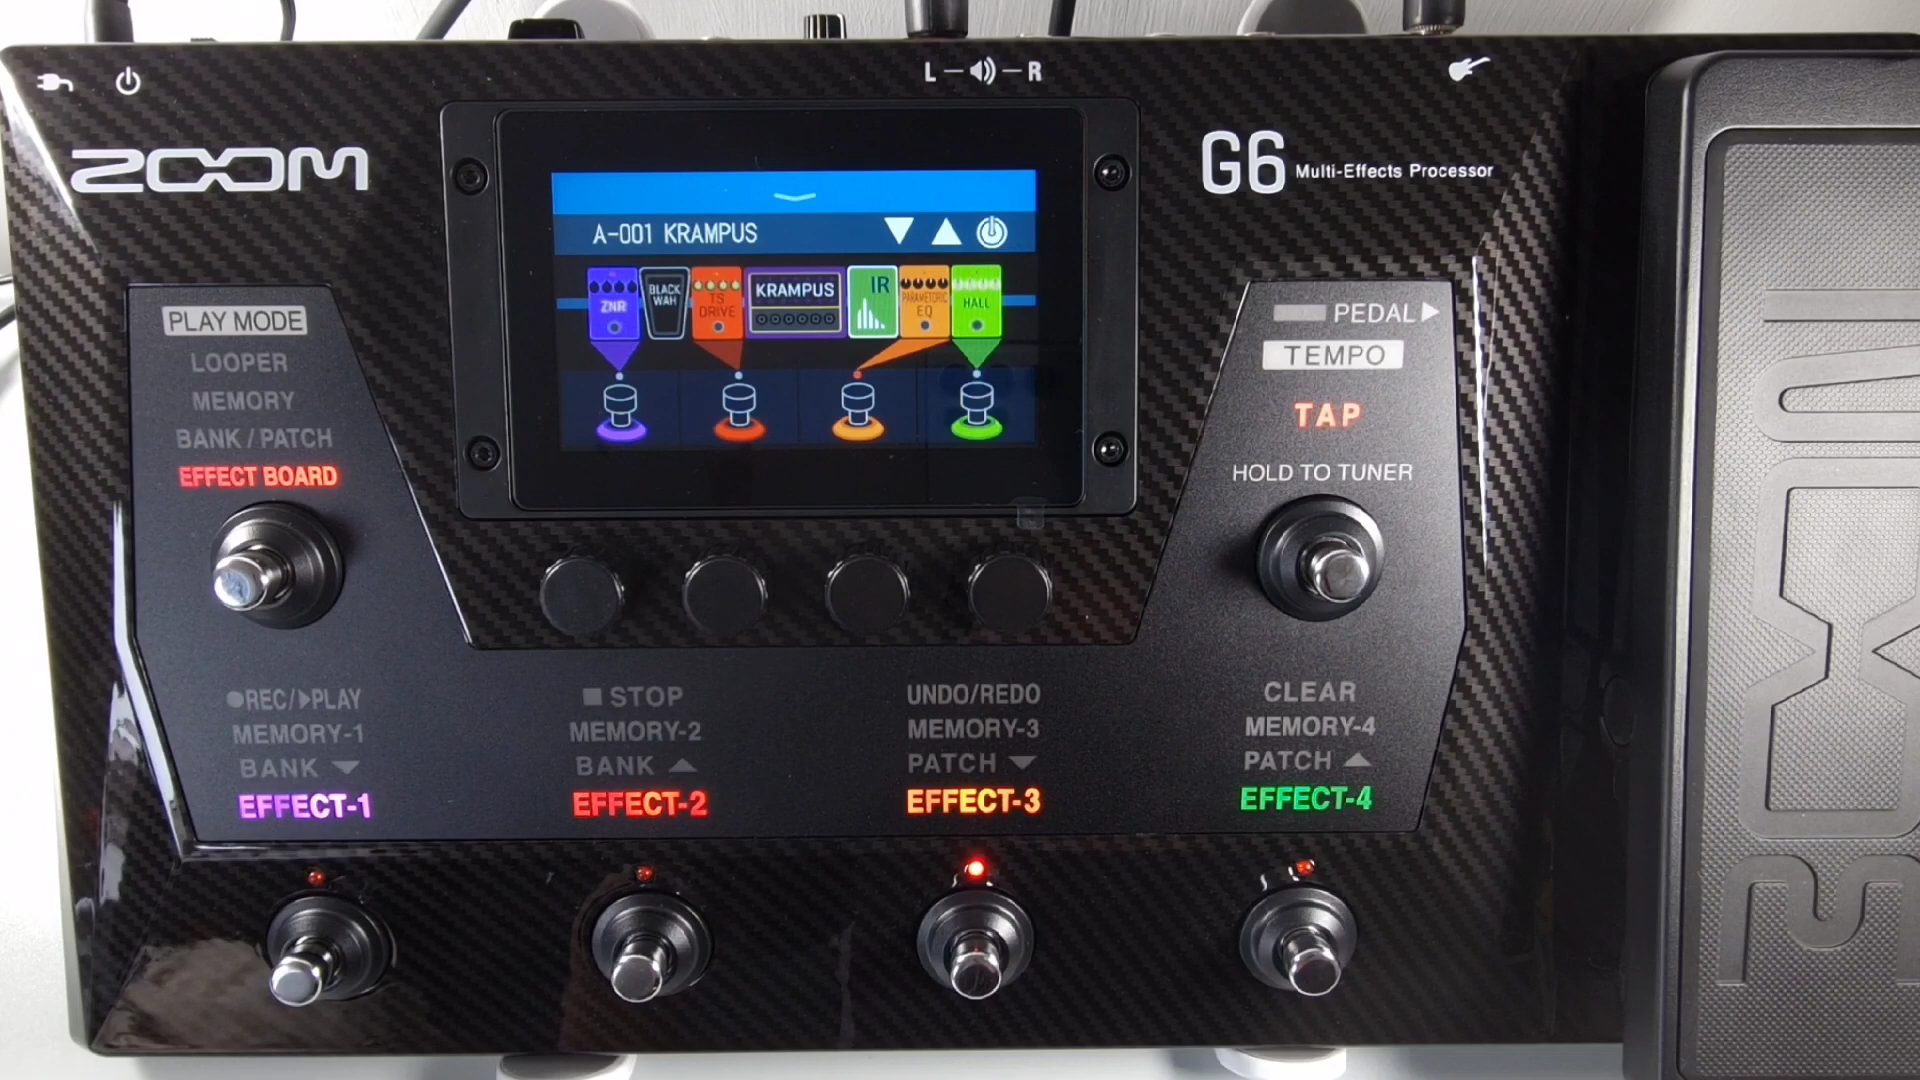 L R
ZOOM
G6 Multi-Effects Processor
A-001 KRAMPUS
ZNR
BLACK
WAH
TS
DRIVE
KRAMPUS
IR
PARAMETRIC
EQ
HALL
PLAY MODE
LOOPER
MEMORY
BANK / PATCH
EFFECT BOARD
PEDAL
TEMPO
TAP
HOLD TO TUNER
REC/PLAY
MEMORY-1
BANK
EFFECT-1
STOP
MEMORY-2
BANK
EFFECT-2
UNDO/REDO
MEMORY-3
PATCH
EFFECT-3
CLEAR
MEMORY-4
PATCH
EFFECT-4
ZOOM